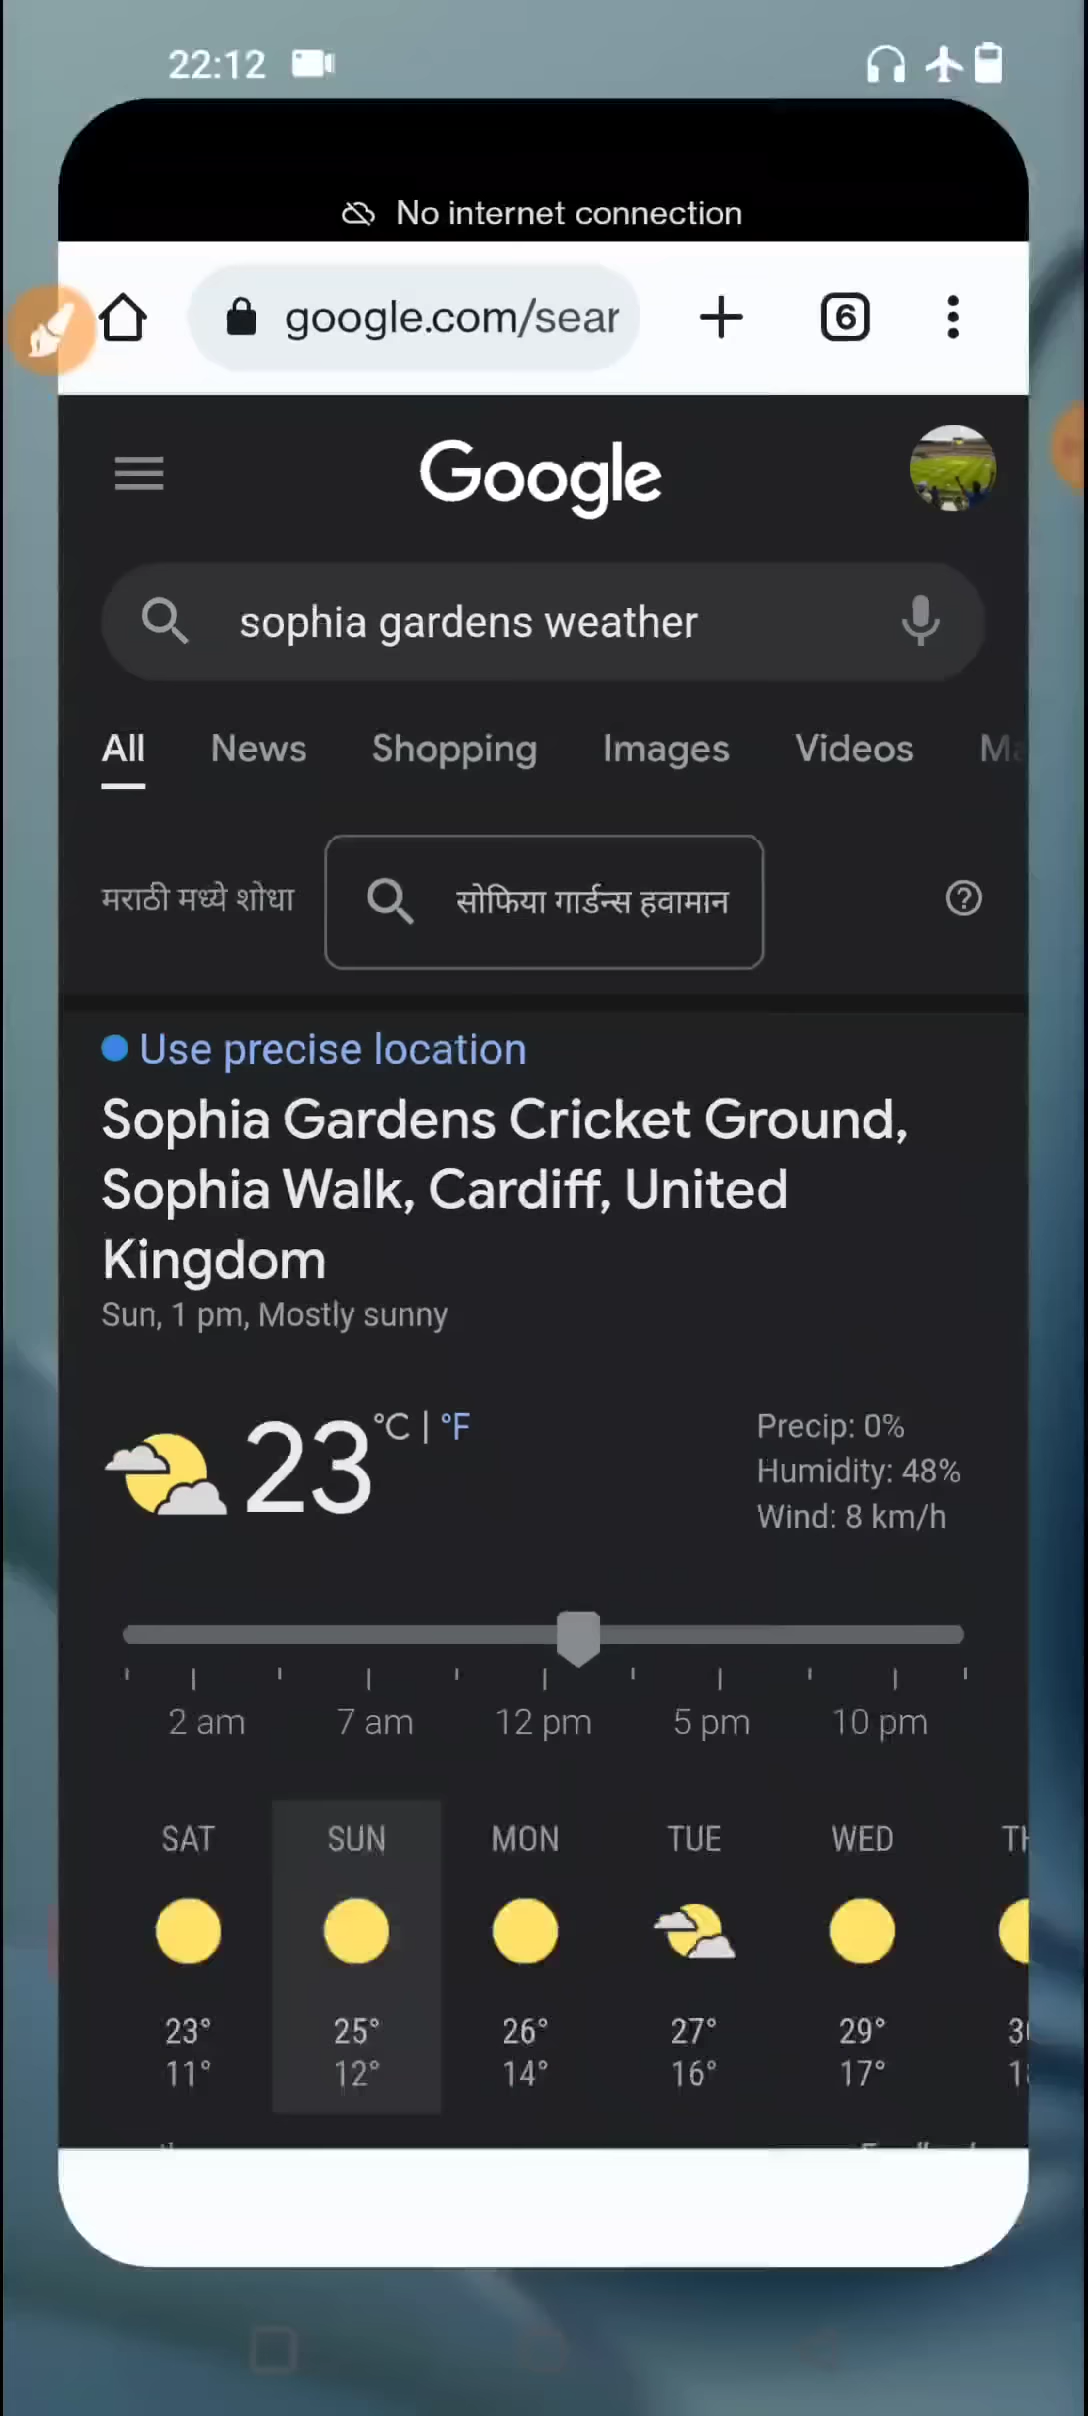 22:12
No internet connection
google.com/sear
6
Google
sophia gardens weather
All News Shopping Images Videos
मराठी मध्ये शोधा
सोफिया गार्डन्स हवामान
Use precise location
Sophia Gardens Cricket Ground,
Sophia Walk, Cardiff, United
Kingdom
Sun, 1 pm, Mostly sunny
23 °C | °F
Precip: 0%
Humidity: 48%
Wind: 8 km/h
2 am 7 am 12 pm 5 pm 10 pm
SAT SUN MON TUE WED
23° 25° 26° 27° 29°
11° 12° 14° 16° 17°